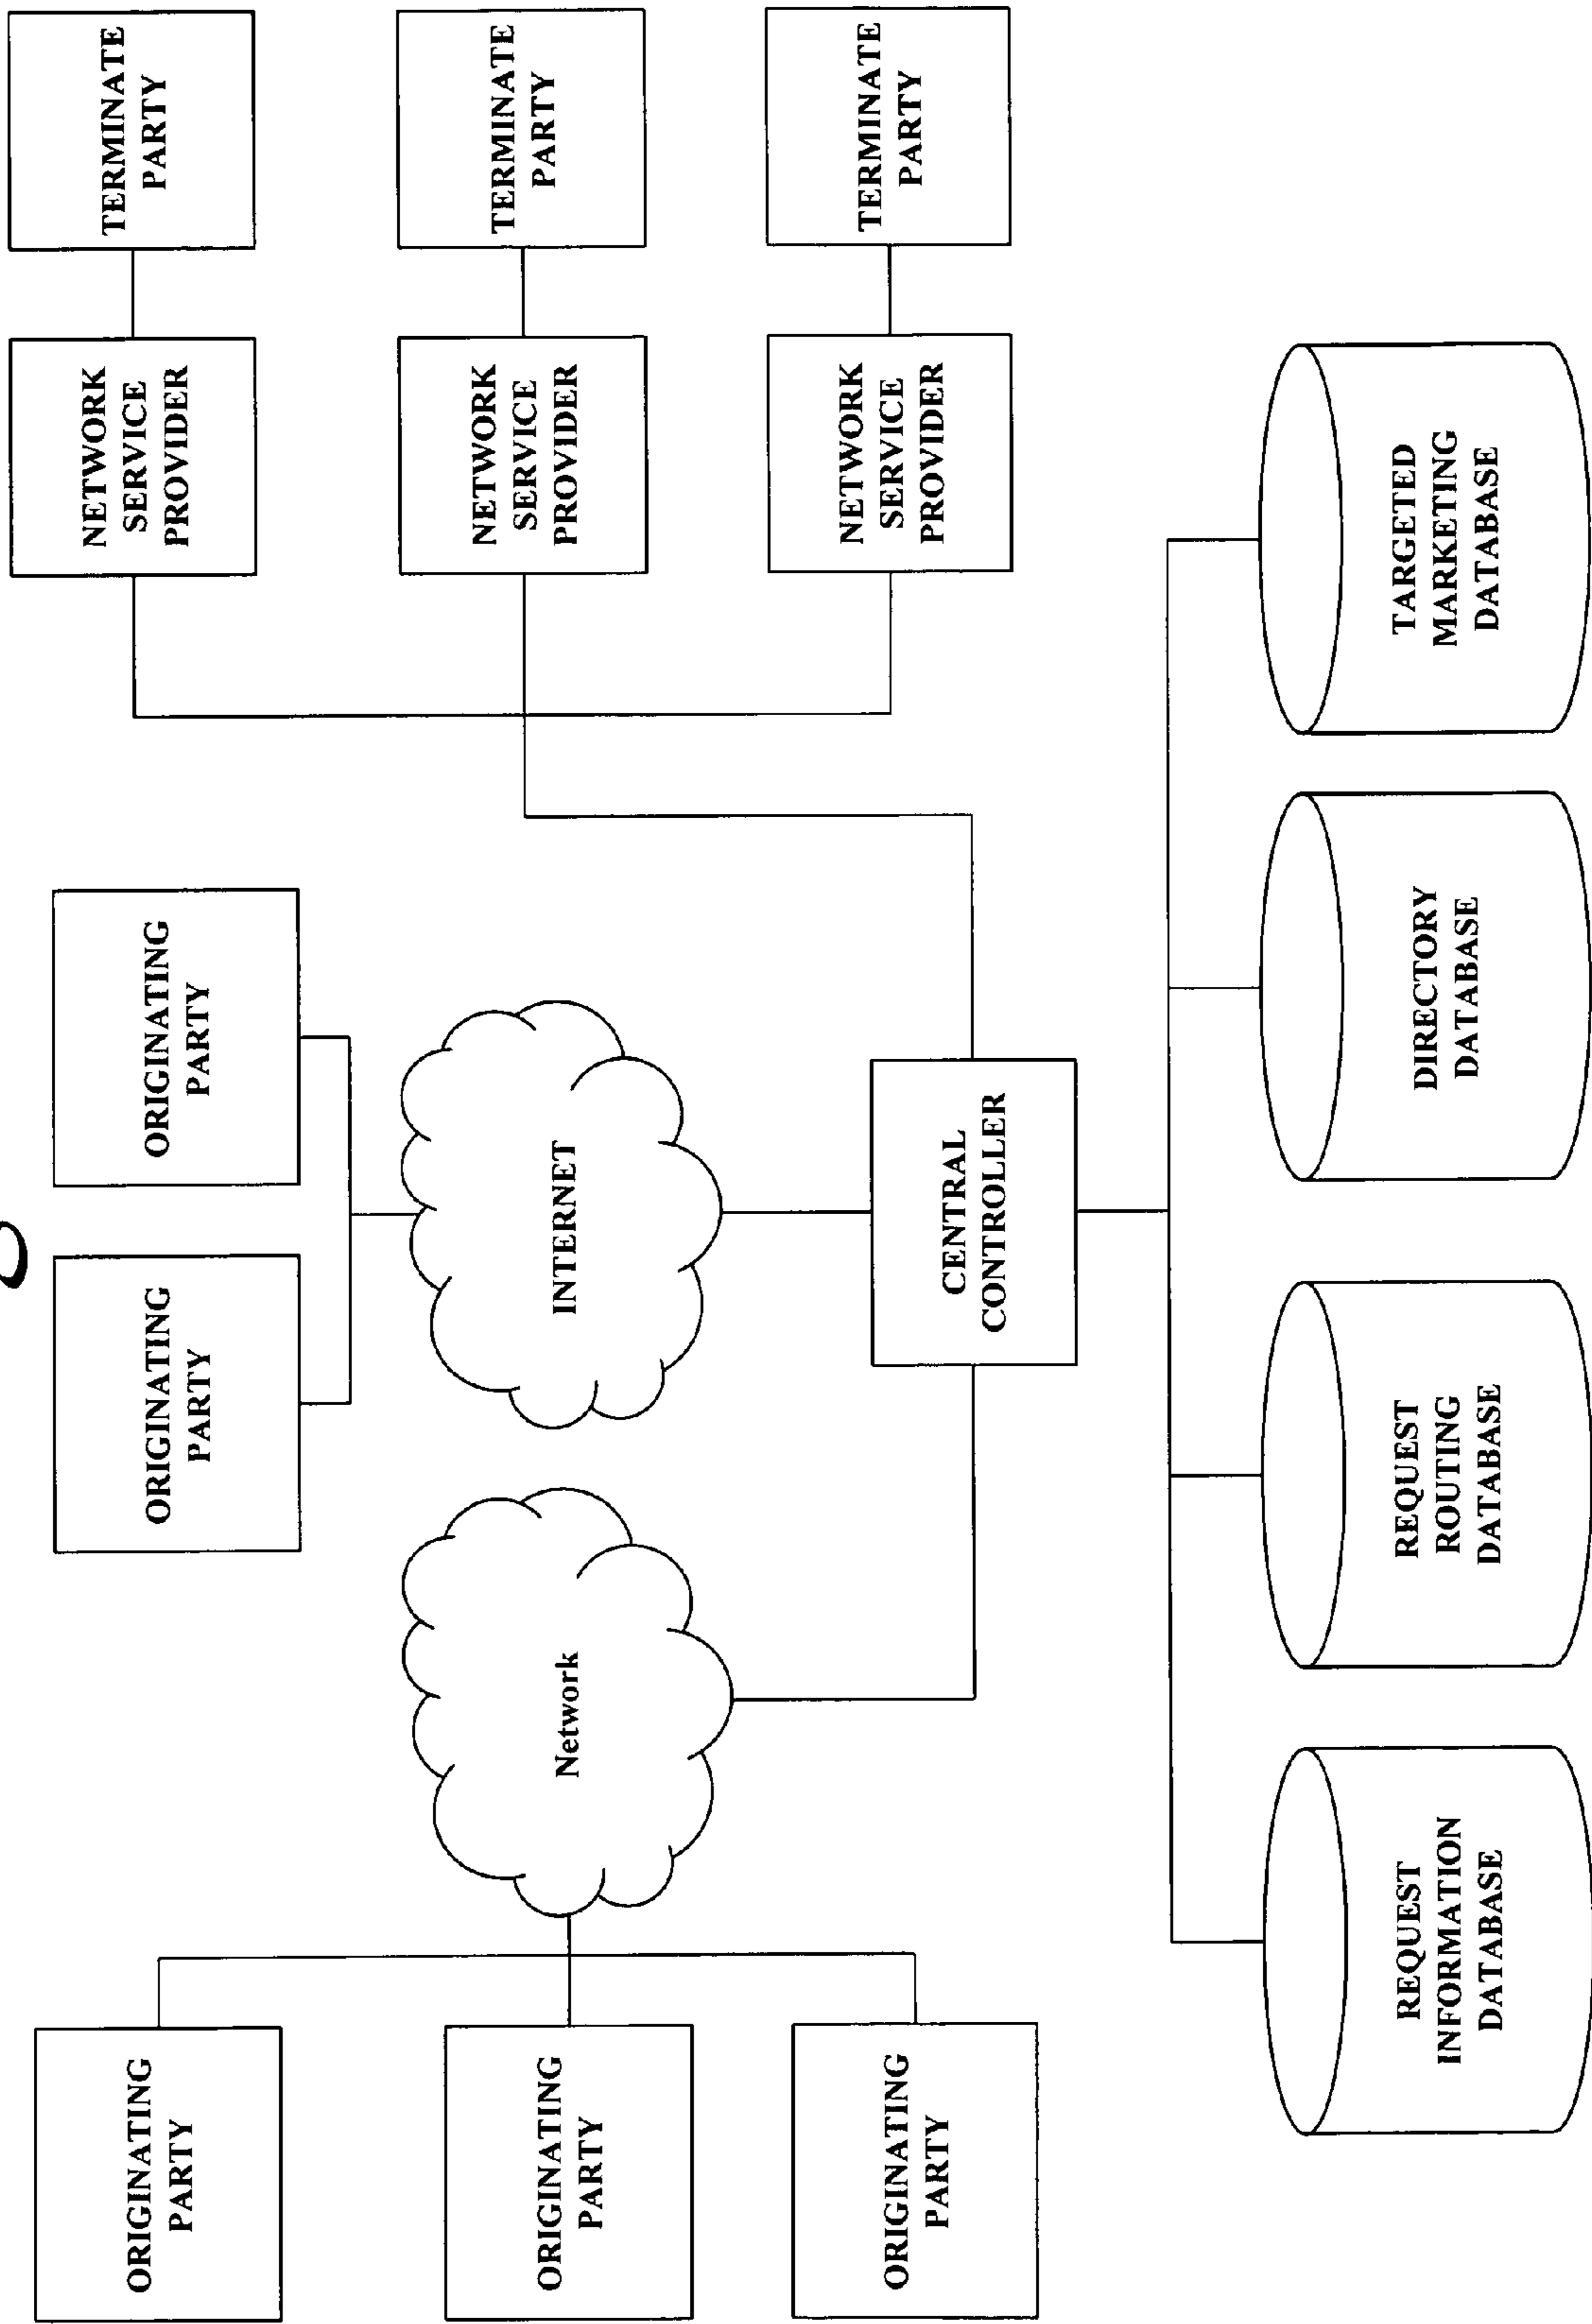 ORIGINATING
PARTY
ORIGINATING
PARTY
ORIGINATING
PARTY
NETWORK
SERVICE
PROVIDER
TERMINATE
PARTY
ORIGINATING
PARTY
Network
INTERNET
NETWORK
SERVICE
PROVIDER
TERMINATE
PARTY
ORIGINATING
PARTY
CENTRAL
CONTROLLER
NETWORK
SERVICE
PROVIDER
TERMINATE
PARTY
REQUEST
INFORMATION
DATABASE
REQUEST
ROUTING
DATABASE
DIRECTORY
DATABASE
TARGETED
MARKETING
DATABASE